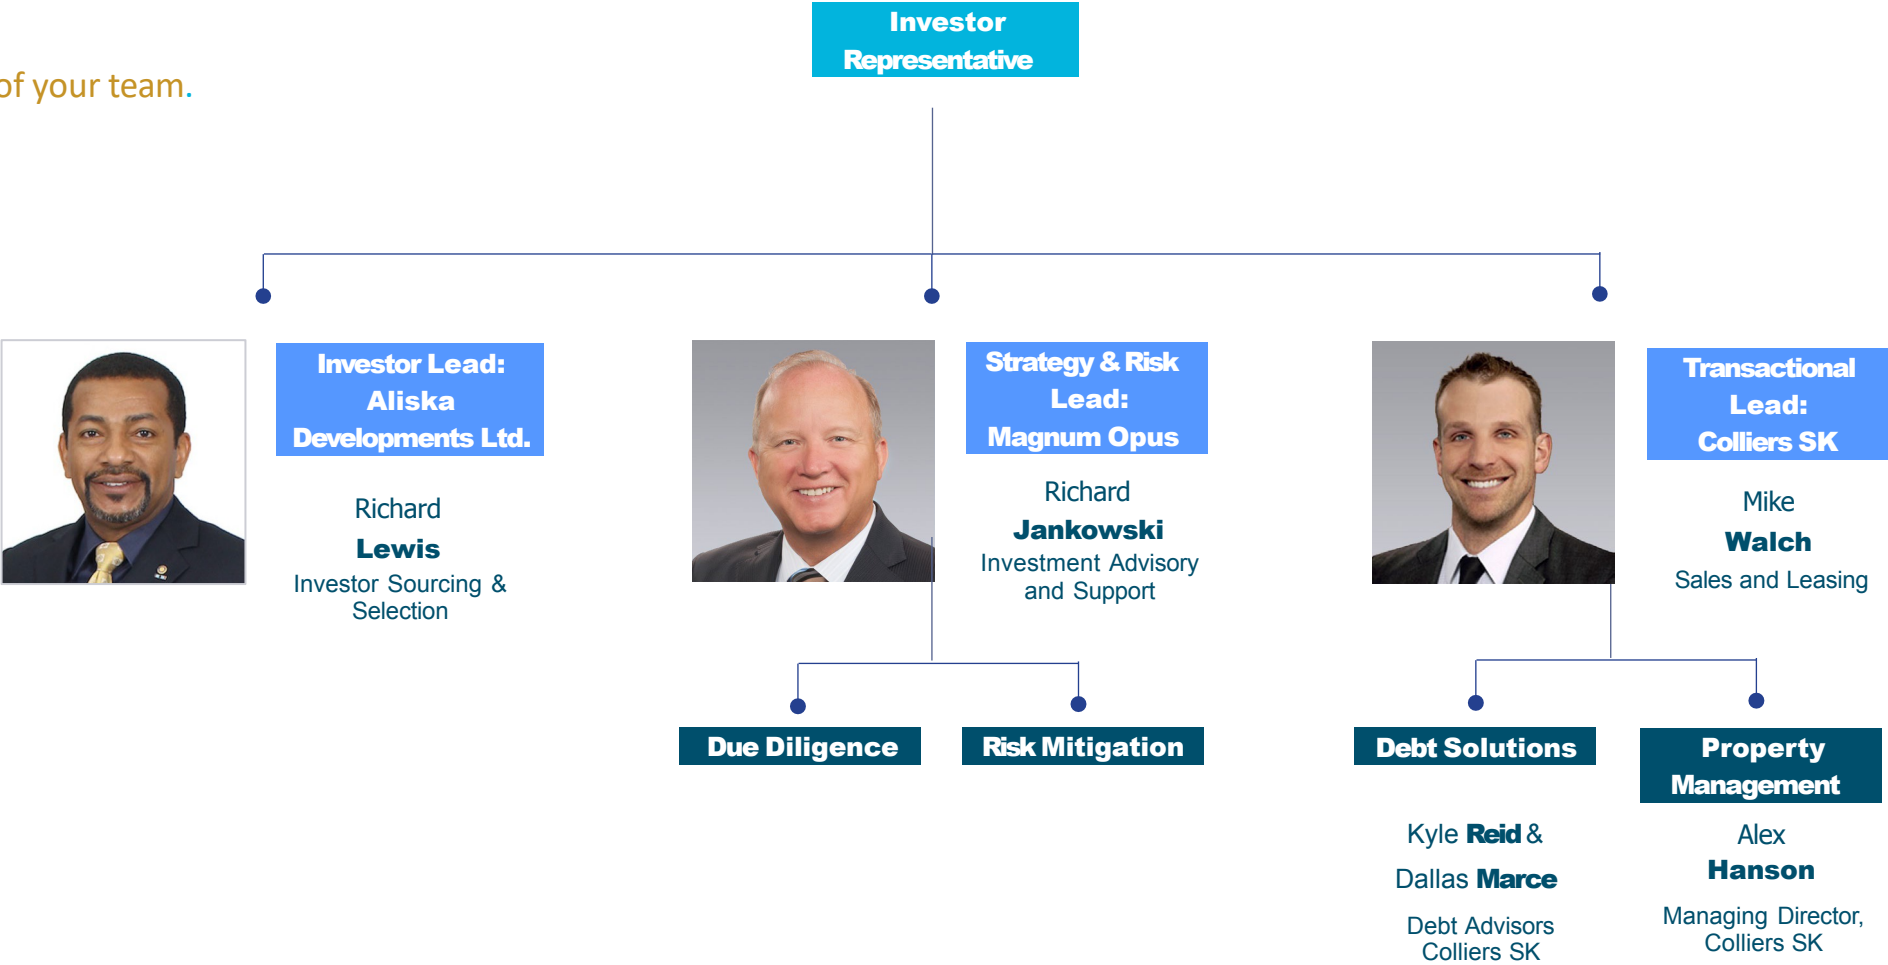 Investor
Representative
of your team.
Investor Lead:
Aliska
Developments Ltd.
Richard
Lewis
Investor Sourcing &
Selection
Strategy & Risk
Lead:
Magnum Opus
Richard
Jankowski
Investment Advisory
and Support
Transactional
Lead:
Colliers SK
Mike
Walch
Sales and Leasing
Due Diligence
Risk Mitigation
Debt Solutions
Kyle Reid &
Dallas Marce
Debt Advisors
Colliers SK
Property
Management
Alex
Hanson
Managing Director,
Colliers SK